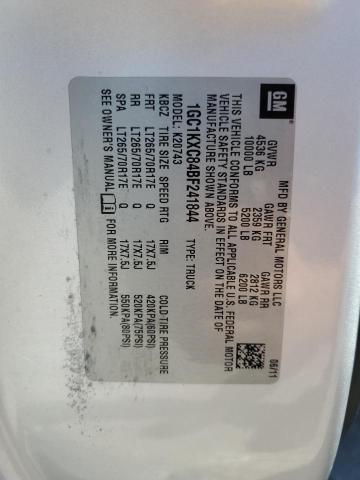 GM
MFD BY GENERAL MOTORS LLC
06/11
GVWR GAWR FRT GAWR RR
4536 KG 2359 KG 2812 KG
10000 LB 5200 LB 6200 LB
THIS VEHICLE CONFORMS TO ALL APPLICABLE U.S. FEDERAL MOTOR
VEHICLE SAFETY STANDARDS IN EFFECT ON THE DATE OF
MANUFACTURE SHOWN ABOVE.
1GC1KXC84BF241844 TYPE: TRUCK
MODEL: K20743
KBCZ TIRE SIZE SPEED RTG RIM COLD TIRE PRESSURE
FRT LT265/70R17E Q 17X7.5J 420KPA(60PSI)
RR LT265/70R17E Q 17X7.5J 520KPA(75PSI)
SPA LT265/70R17E Q 17X7.5J 550KPA(80PSI)
SEE OWNER'S MANUAL FOR MORE INFORMATION.